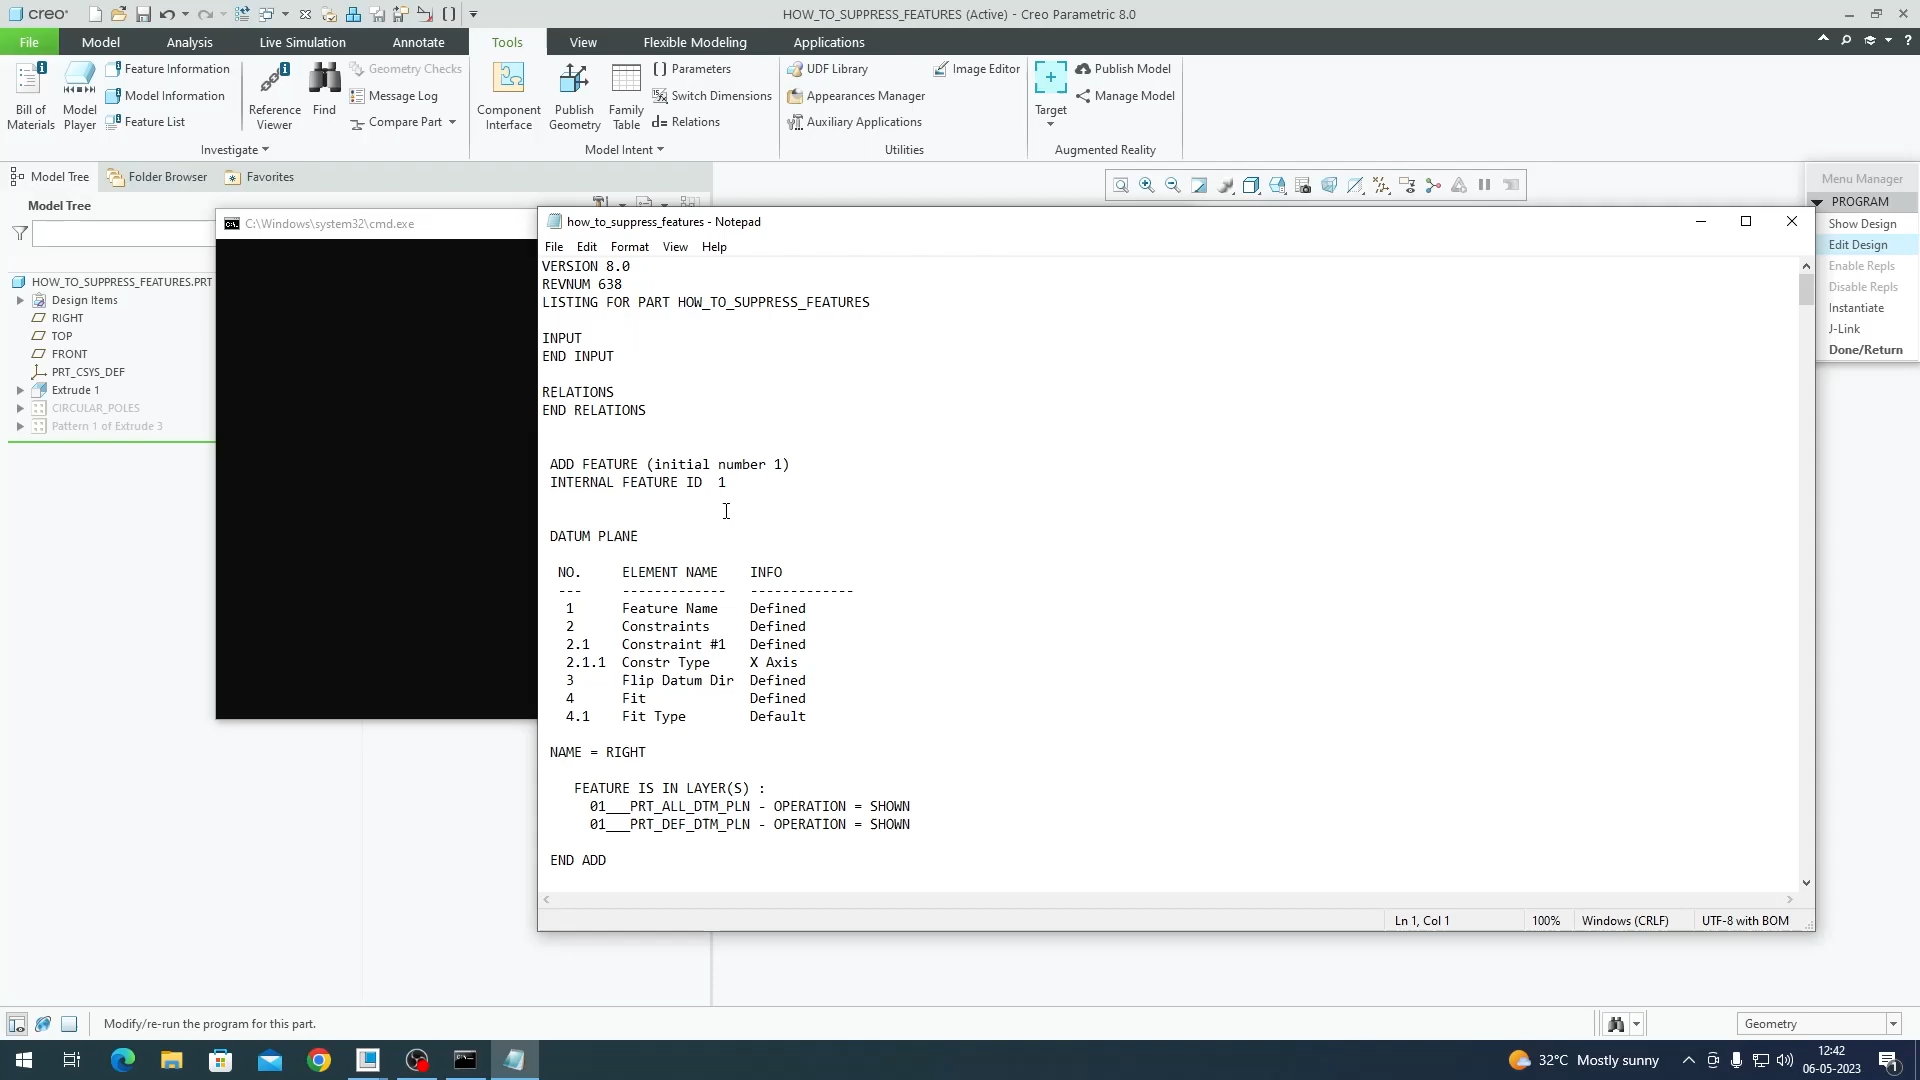 creo
HOW_TO_SUPPRESS_FEATURES (Active) - Creo Parametric 8.0
File
Model
Analysis
Live Simulation
Annotate
Tools
View
Flexible Modeling
Applications
Bill of Materials
Model Player
Feature Information
Model Information
Feature List
Reference Viewer
Find
Geometry Checks
Message Log
Compare Part
Investigate
Component Interface
Publish Geometry
Family Table
Parameters
Switch Dimensions
d= Relations
Model Intent
UDF Library
Appearances Manager
Auxiliary Applications
Image Editor
Utilities
Target
Publish Model
Manage Model
Augmented Reality
Model Tree
Folder Browser
Favorites
Model Tree
HOW_TO_SUPPRESS_FEATURES.PRT
Design Items
RIGHT
TOP
FRONT
PRT_CSYS_DEF
Extrude 1
CIRCULAR_POLES
Pattern 1 of Extrude 3
C:\Windows\system32\cmd.exe
how_to_suppress_features - Notepad
File Edit Format View Help
VERSION 8.0
REVNUM 638
LISTING FOR PART HOW_TO_SUPPRESS_FEATURES
INPUT
END INPUT
RELATIONS
END RELATIONS
ADD FEATURE (initial number 1)
INTERNAL FEATURE ID 1
DATUM PLANE
NO. ELEMENT NAME INFO
--- ------------- -------------
1 Feature Name Defined
2 Constraints Defined
2.1 Constraint #1 Defined
2.1.1 Constr Type X Axis
3 Flip Datum Dir Defined
4 Fit Defined
4.1 Fit Type Default
NAME = RIGHT
FEATURE IS IN LAYER(S) :
01___PRT_ALL_DTM_PLN - OPERATION = SHOWN
01___PRT_DEF_DTM_PLN - OPERATION = SHOWN
END ADD
Ln 1, Col 1
100%
Windows (CRLF)
UTF-8 with BOM
Menu Manager
PROGRAM
Show Design
Edit Design
Enable Repls
Disable Repls
Instantiate
J-Link
Done/Return
Modify/re-run the program for this part.
Geometry
32°C Mostly sunny
12:42
06-05-2023
1